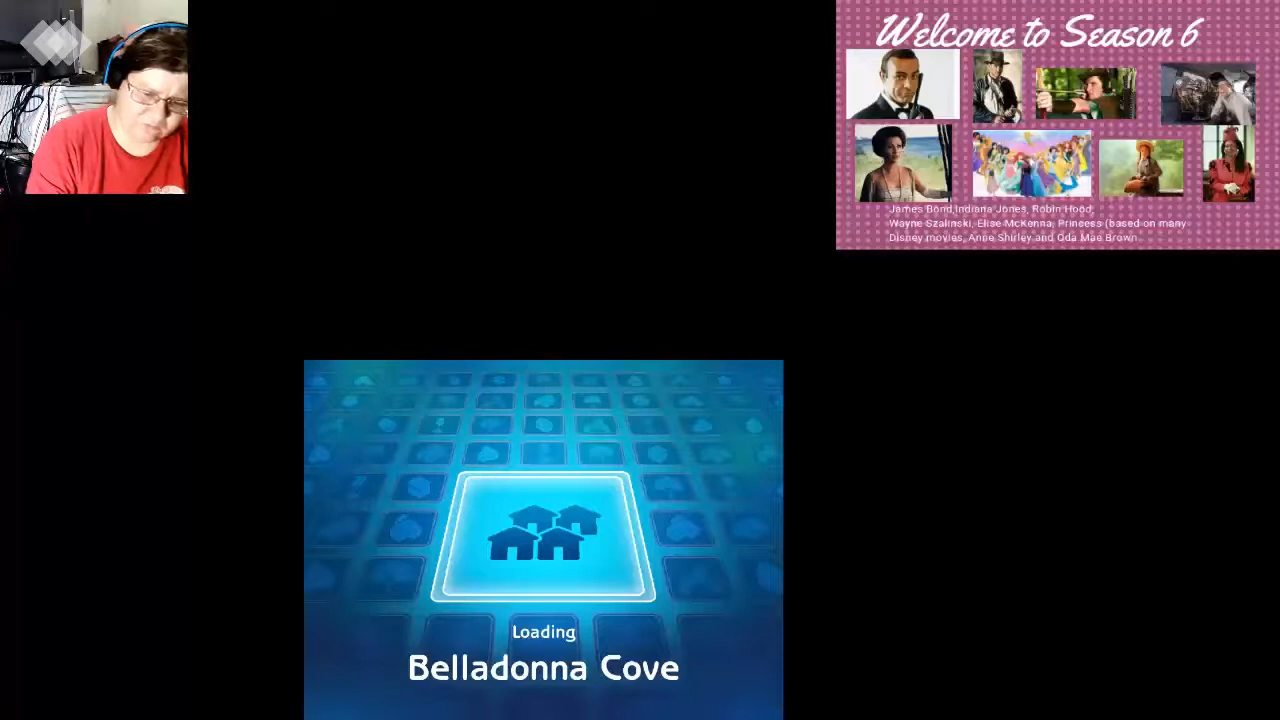 Welcome to Season 6
James Bond,Indiana Jones, Robin Hood,
Wayne Szalinski, Elise McKenna, Princess (based on many
Disney movies, Anne Shirley and Oda Mae Brown
Loading
Belladonna Cove